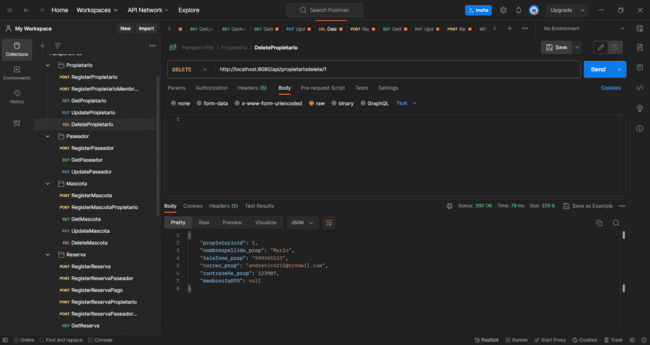 Home Workspaces API Network Explore
Search Postman
Invite Upgrade
My Workspace New Import
DELETE DeletePropietario
No Environment
Collections
Environments
History
Propietario
POST RegisterPropietario
POST RegisterPropietarioMembr...
GET GetPropietario
PUT UpdatePropietario
DEL DeletePropietario
Paseador
POST RegisterPaseador
GET GetPaseador
PUT UpdatePaseador
Mascota
POST RegisterMascota
POST RegisterMascotaPropietario
GET GetMascota
PUT UpdateMascota
DEL DeleteMascota
Reserva
POST RegisterReserva
POST RegisterReservaPaseador
POST RegisterReservaPago
POST RegisterReservaPropietario
POST RegisterReservaPaseador...
GET GetReserva
Propietario / DeletePropietario
Save
DELETE http://localhost:8080/api/propietariodelete/1
Send
Params Authorization Headers (6) Body Pre-request Script Tests Settings
Cookies
none form-data x-www-form-urlencoded raw binary GraphQL Text
1
Body Cookies Headers (5) Test Results
Status: 200 OK Time: 79 ms Size: 328 B Save as Example
Pretty Raw Preview Visualize JSON
1 {
2 "propietarioId": 1,
3 "nombreapellido_prop": "Mario",
4 "telefono_prop": "999345123",
5 "correo_prop": "andronico215@hotmail.com",
6 "contraseña_prop": 123987,
7 "membresiaDTO": null
8 }
Online Find and replace Console
Postbot Runner Start Proxy Cookies Trash